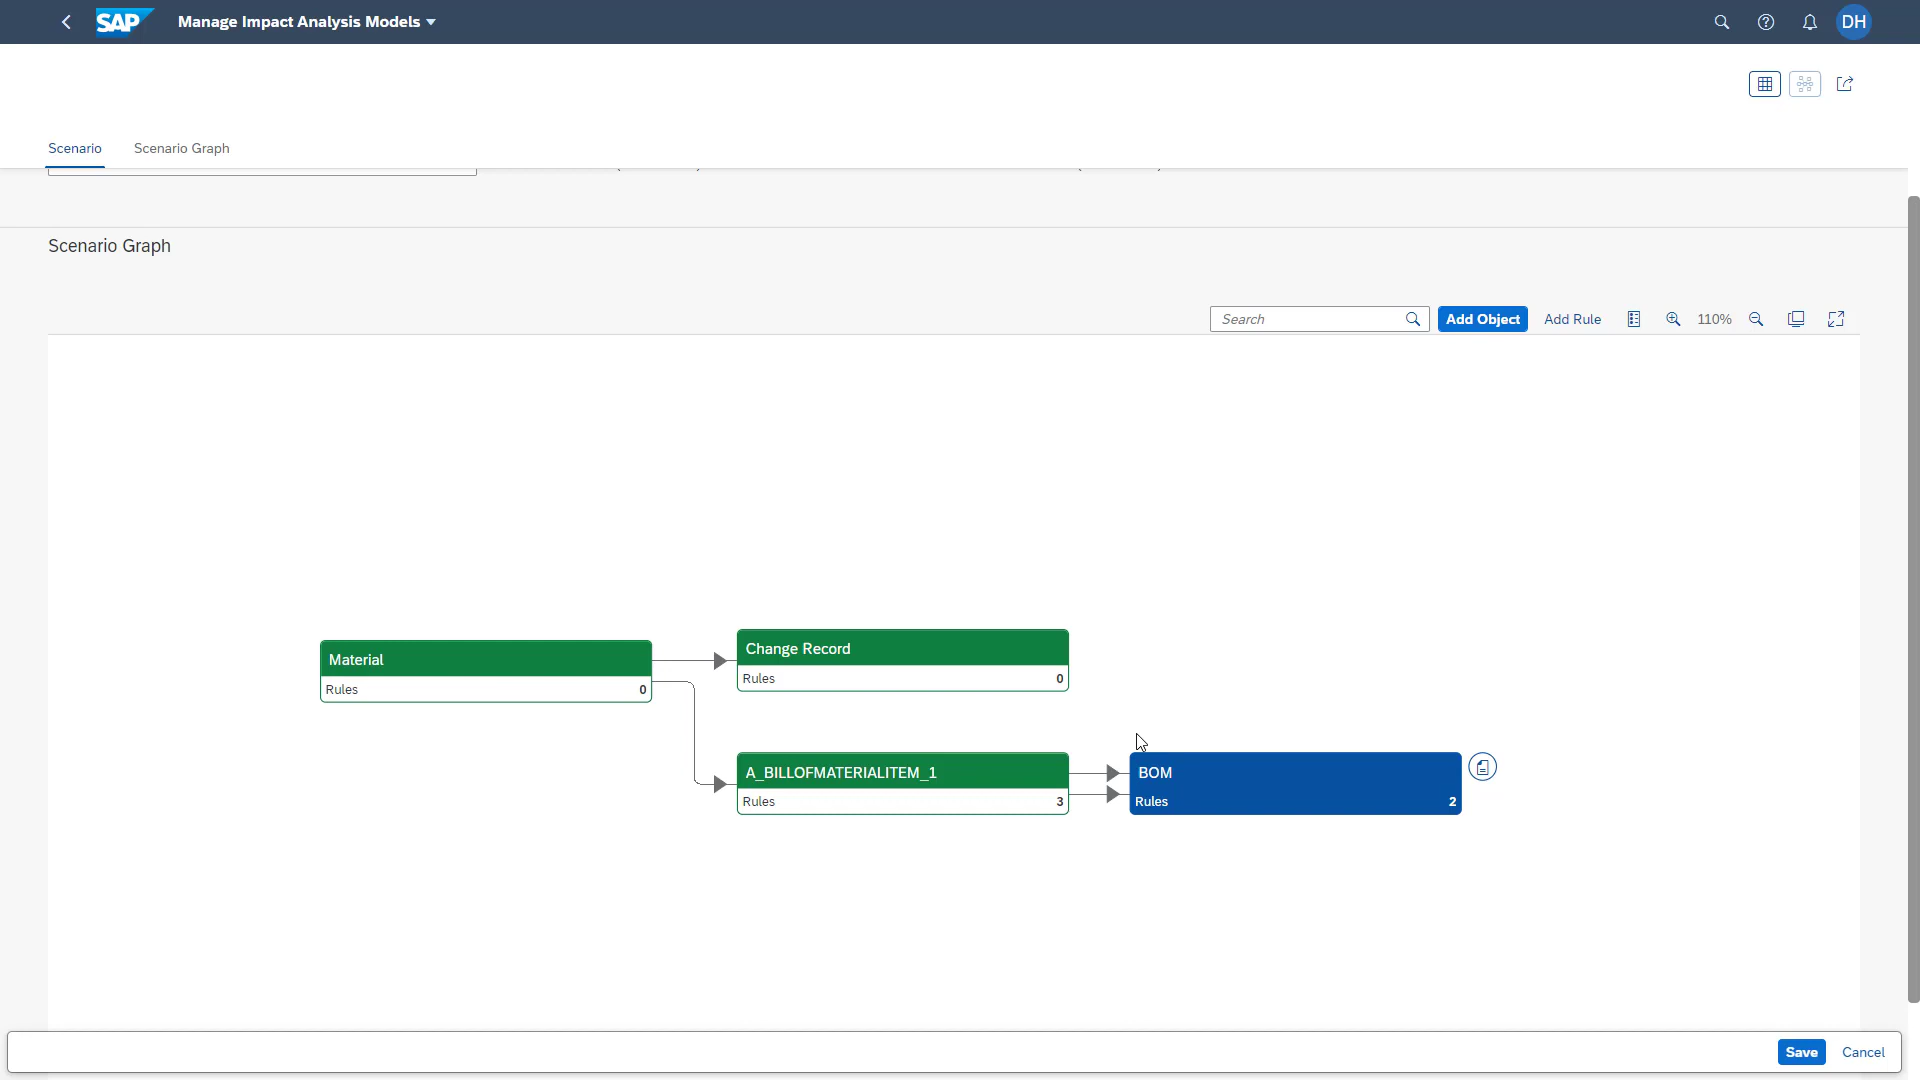 SAP Manage Impact Analysis Models
DH
Scenario Scenario Graph
Scenario Graph
Search Add Object Add Rule 110%
Material
Rules 0
Change Record
Rules 0
A_BILLOFMATERIALITEM_1
Rules 3
BOM
Rules 2
Save Cancel